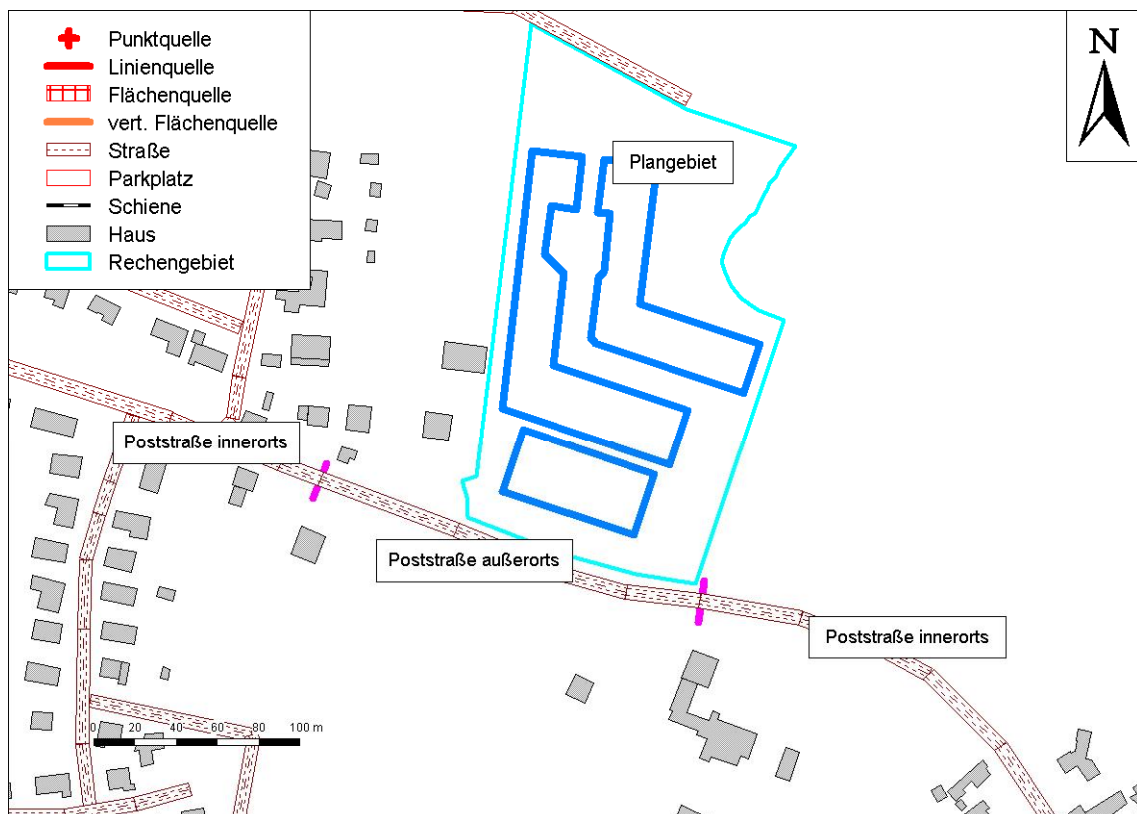 Punktquelle
Linienquelle
Flächenquelle
vert. Flächenquelle
Straße
Parkplatz
Schiene
Haus
Rechengebiet
N
Plangebiet
Poststraße innerorts
Poststraße außerorts
Poststraße innerorts
0 20 40 60 80 100 m